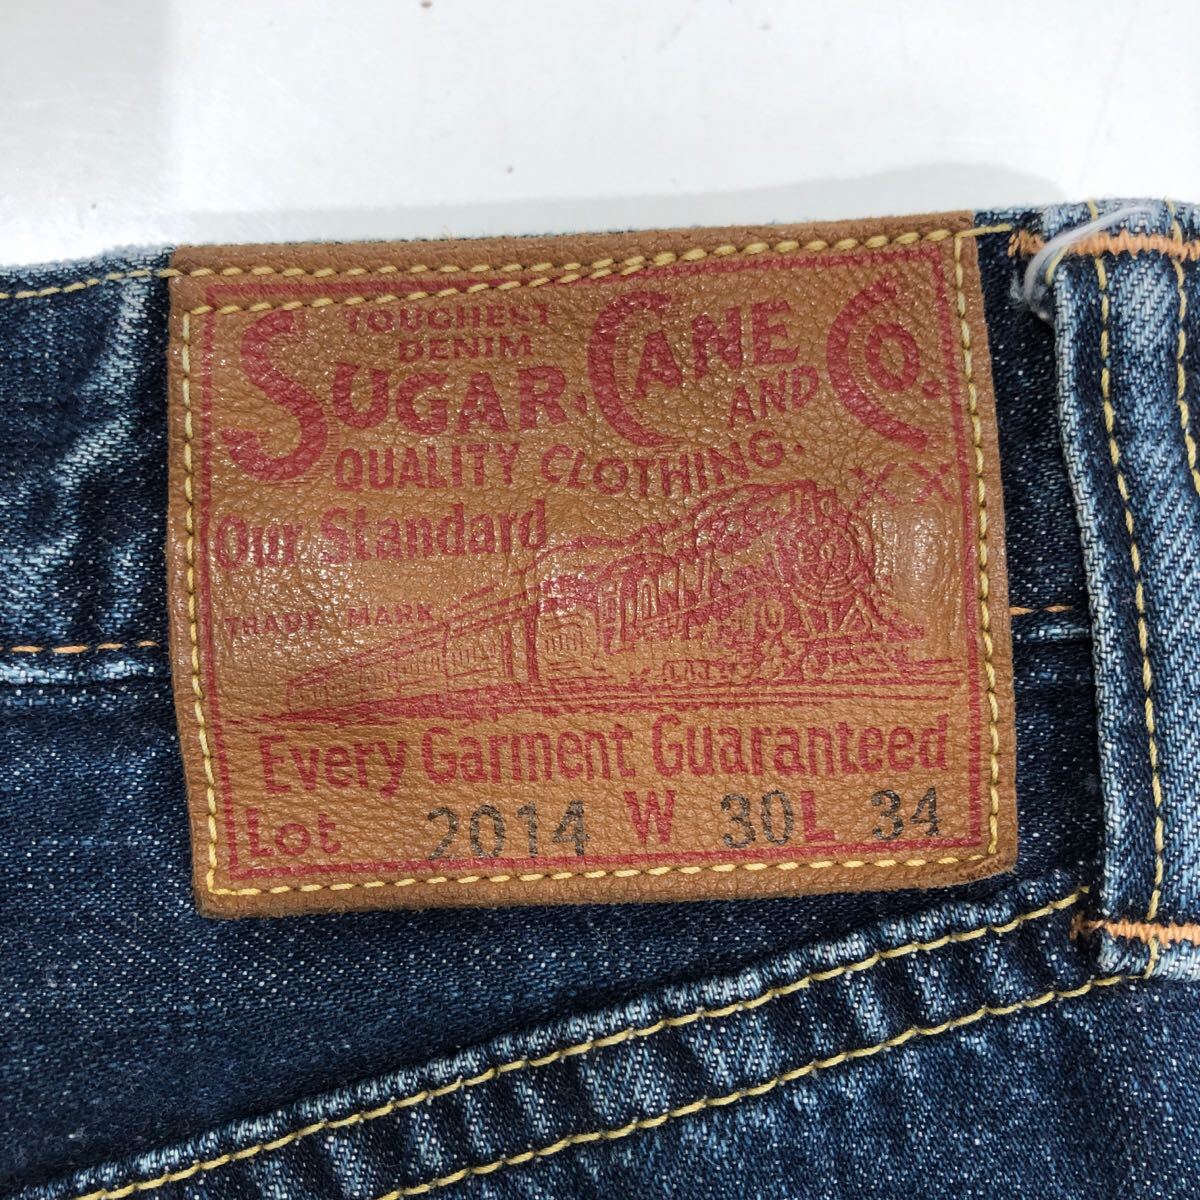 TOUGHEST
DENIM
SUGAR. CANE Co.
AND
QUALITY CLOTHING.
XX
Our Standard
TRADE MARK
Every Garment Guaranteed
Lot 2014 W 30 L 34